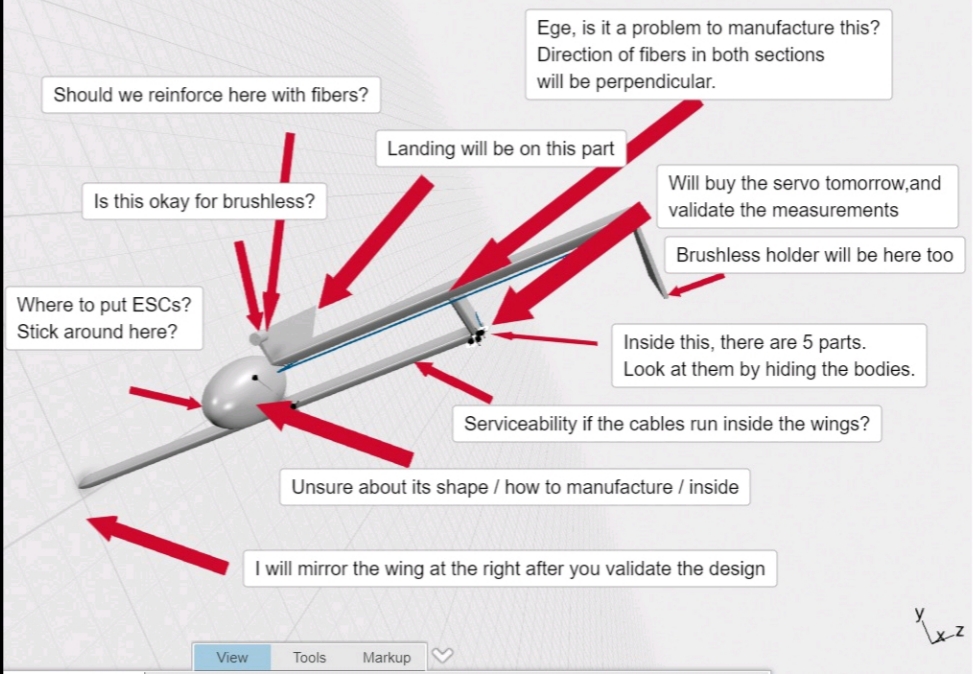 Ege, is it a problem to manufacture this?
Direction of fibers in both sections
will be perpendicular.
Should we reinforce here with fibers?
Landing will be on this part
Is this okay for brushless?
Will buy the servo tomorrow,and
validate the measurements
Brushless holder will be here too
Where to put ESCs?
Stick around here?
Inside this, there are 5 parts.
Look at them by hiding the bodies.
Serviceability if the cables run inside the wings?
Unsure about its shape / how to manufacture / inside
I will mirror the wing at the right after you validate the design
y
x z
View Tools Markup